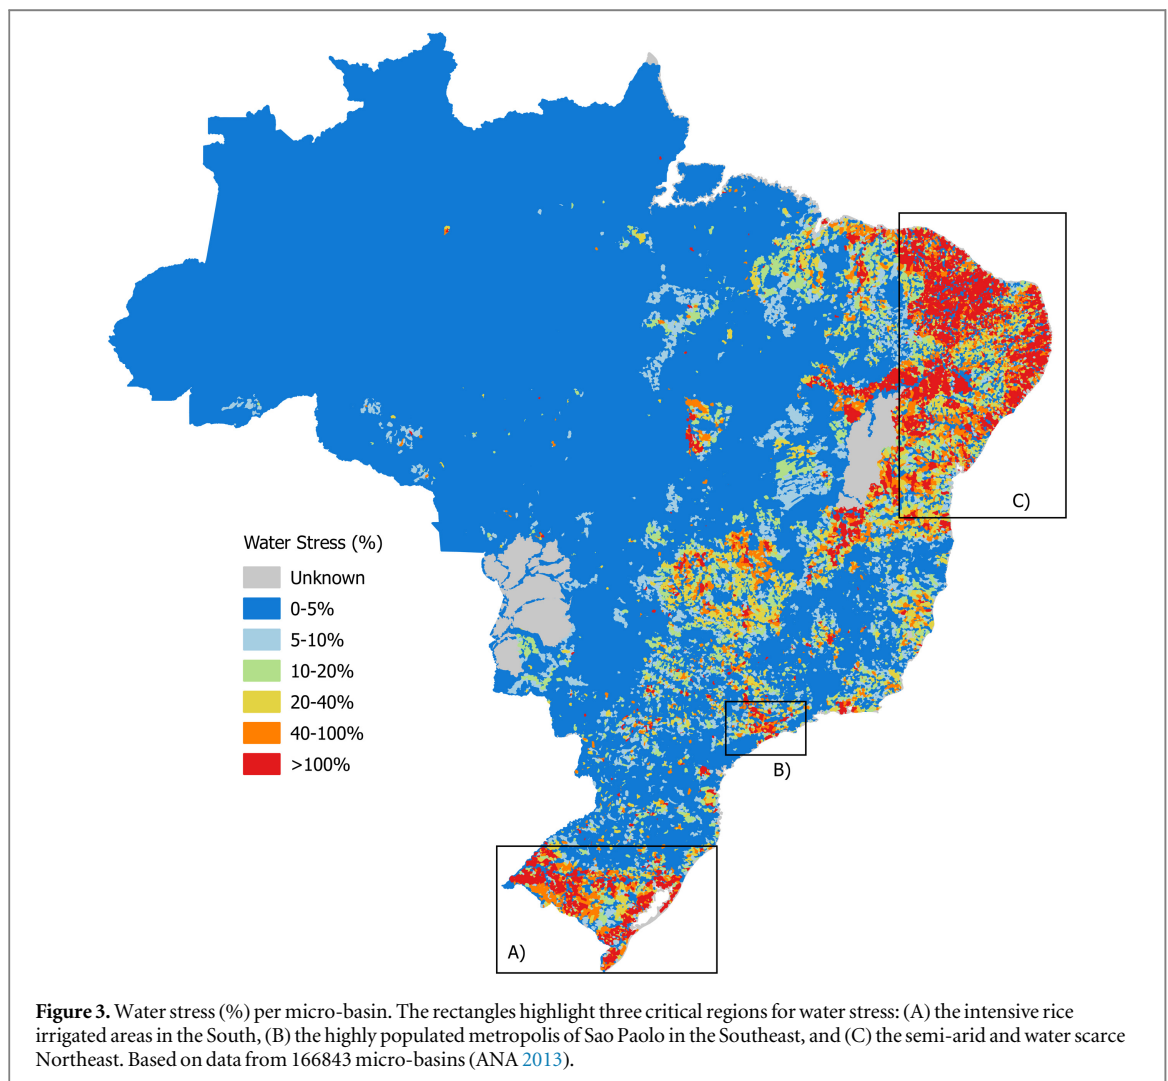 C)
Water Stress (%)
Unknown
0-5%
5-10%
10-20%
20-40%
40-100%
>100%
B)
A)
Figure 3. Water stress (%) per micro-basin. The rectangles highlight three critical regions for water stress: (A) the intensive rice
irrigated areas in the South, (B) the highly populated metropolis of Sao Paolo in the Southeast, and (C) the semi-arid and water scarce
Northeast. Based on data from 166843 micro-basins (ANA 2013).